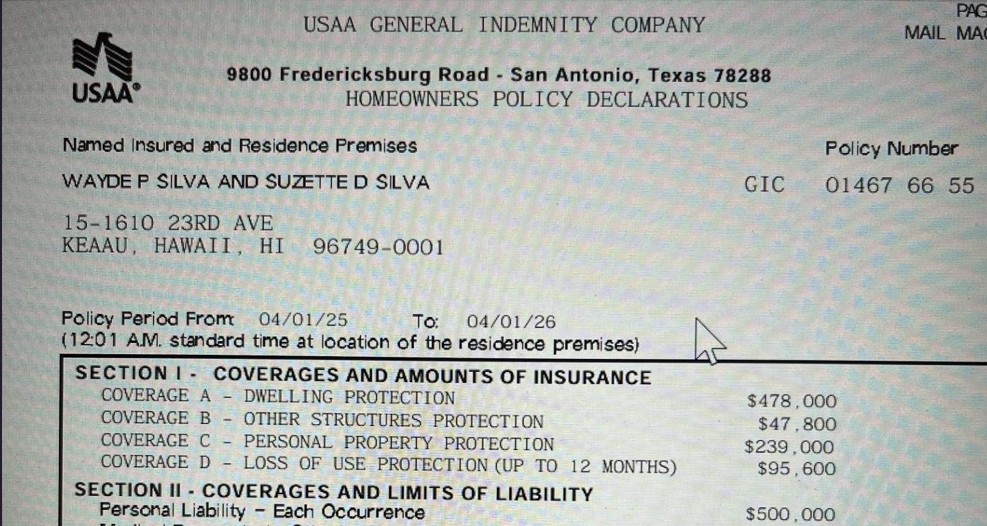 PAG
USAA GENERAL INDEMNITY COMPANY
MAIL MAC
USAA®
9800 Fredericksburg Road - San Antonio, Texas 78288
HOMEOWNERS POLICY DECLARATIONS
Named Insured and Residence Premises Policy Number
WAYDE P SILVA AND SUZETTE D SILVA GIC 01467 66 55
15-1610 23RD AVE
KEAAU, HAWAII, HI 96749-0001
Policy Period From: 04/01/25 To: 04/01/26
(12:01 A.M. standard time at location of the residence premises)
SECTION I - COVERAGES AND AMOUNTS OF INSURANCE
COVERAGE A - DWELLING PROTECTION $478,000
COVERAGE B - OTHER STRUCTURES PROTECTION $47,800
COVERAGE C - PERSONAL PROPERTY PROTECTION $239,000
COVERAGE D - LOSS OF USE PROTECTION (UP TO 12 MONTHS) $95,600
SECTION II - COVERAGES AND LIMITS OF LIABILITY
Personal Liability - Each Occurrence $500,000